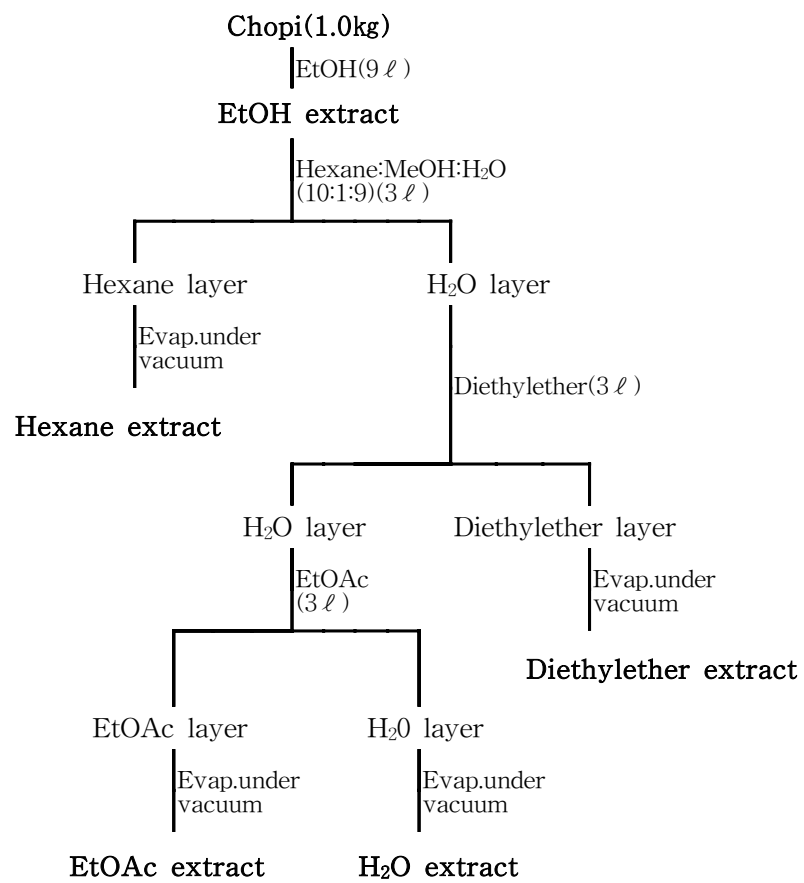 Chopi(1.0㎏)
EtOH(9ℓ)
EtOH extract
Hexane:MeOH:H₂O
(10:1:9)(3ℓ)
Hexane layer
H₂O layer
Evap.under
vacuum
Diethylether(3ℓ)
Hexane extract
H₂O layer
Diethylether layer
EtOAc
(3ℓ)
Evap.under
vacuum
Diethylether extract
EtOAc layer
H₂0 layer
Evap.under
vacuum
Evap.under
vacuum
EtOAc extract
H₂O extract